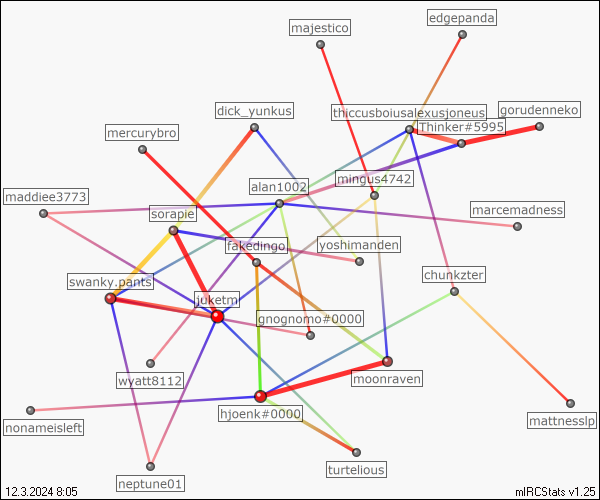 edgepanda
majestico
dick_yunkus
thiccusboiusalexusjoneus
gorudenneko
mercurybro
Thinker#5995
alan1002
mingus4742
maddiee3773
sorapie
marcemadness
fakedingo
yoshimanden
swanky.pants
chunkzter
juketm
gnognomo#0000
wyatt8112
moonraven
hjoenk#0000
mattnesslp
nonameisleft
turtelious
neptune01
12.3.2024 8:05
mIRCStats v1.25